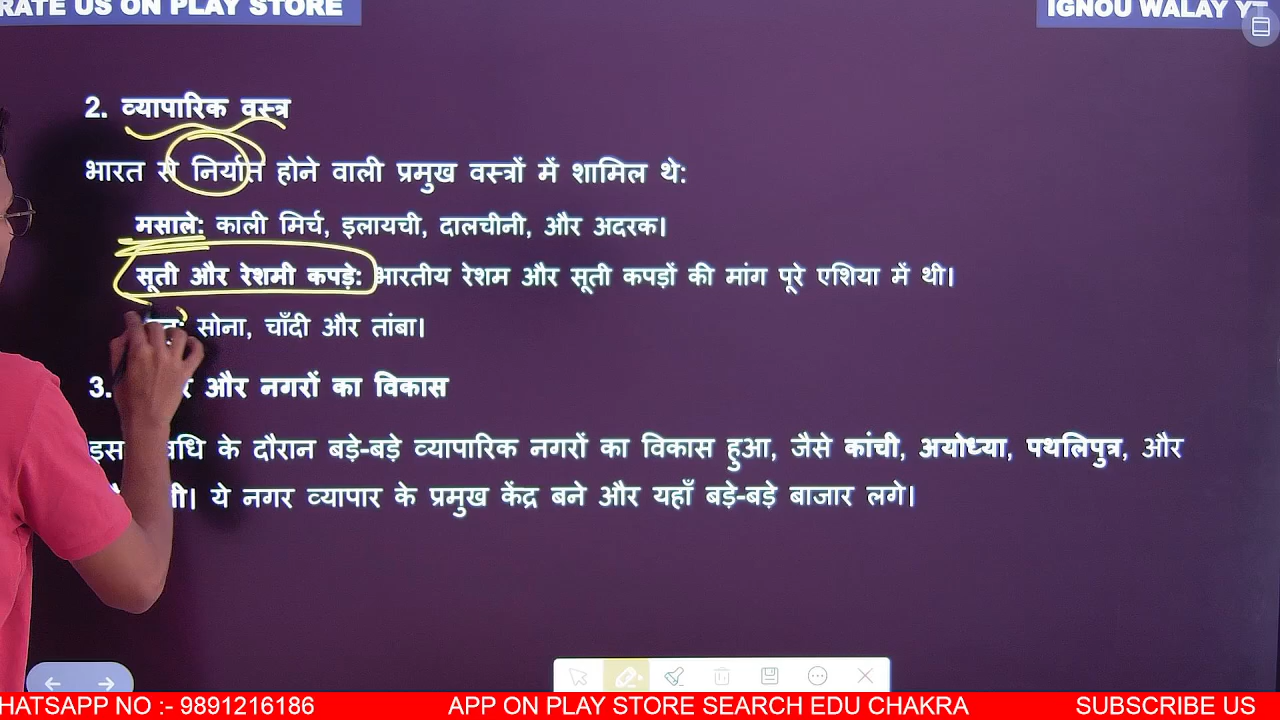 RATE US ON PLAY STORE
IGNOU WALAY YT
2. व्यापारिक वस्त्र
भारत से निर्यात होने वाली प्रमुख वस्त्रों में शामिल थे:
मसाले: काली मिर्च, इलायची, दालचीनी, और अदरक।
सूती और रेशमी कपड़े: भारतीय रेशम और सूती कपड़ों की मांग पूरे एशिया में थी।
सोना, चाँदी और तांबा।
3. और नगरों का विकास
इस के दौरान बड़े-बड़े व्यापारिक नगरों का विकास हुआ, जैसे कांची, अयोध्या, पथलिपुत्र, और
ये नगर व्यापार के प्रमुख केंद्र बने और यहाँ बड़े-बड़े बाजार लगे।
HATSAPP NO :- 9891216186 APP ON PLAY STORE SEARCH EDU CHAKRA SUBSCRIBE US